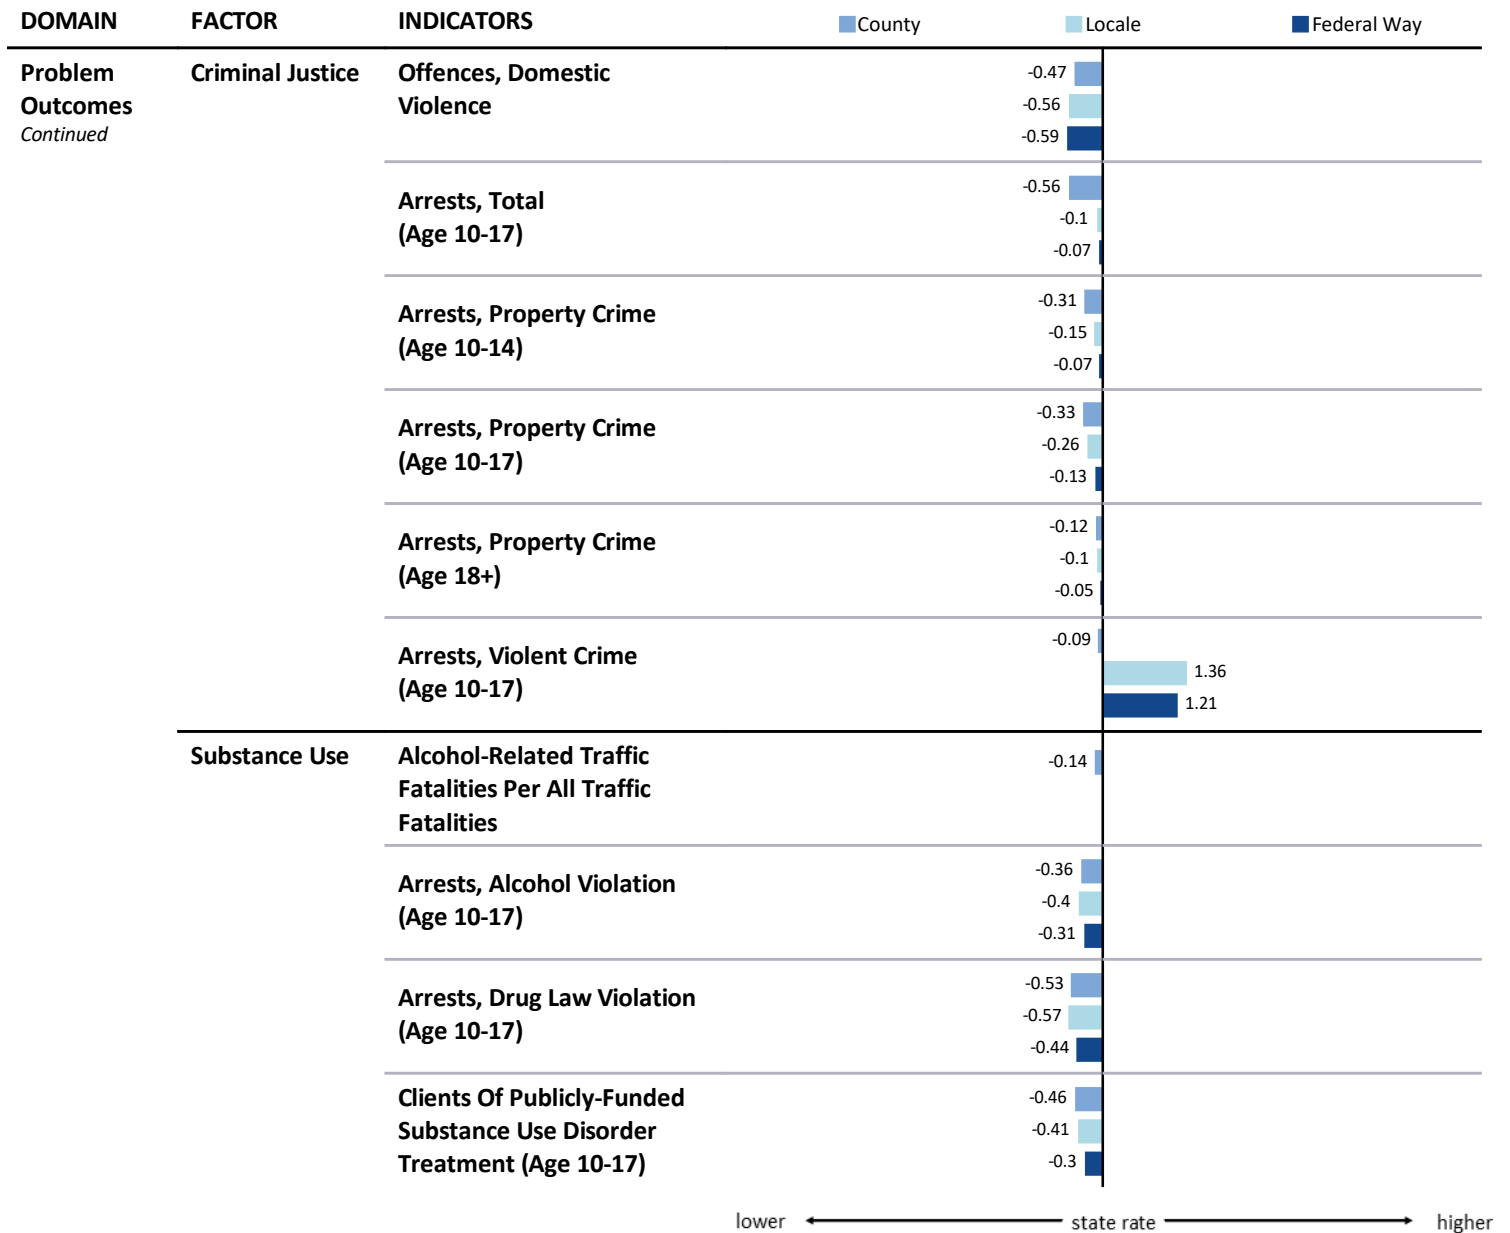 DOMAIN FACTOR INDICATORS County Locale Federal Way
Problem Criminal Justice Offences, Domestic -0.47
Outcomes Violence -0.56
Continued -0.59
-0.56
Arrests, Total
-0.1
(Age 10-17)
-0.07
-0.31
Arrests, Property Crime
-0.15
(Age 10-14)
-0.07
-0.33
Arrests, Property Crime
-0.26
(Age 10-17)
-0.13
-0.12
Arrests, Property Crime
-0.1
(Age 18+)
-0.05
-0.09
Arrests, Violent Crime
1.36
(Age 10-17)
1.21
Substance Use Alcohol-Related Traffic -0.14
Fatalities Per All Traffic
Fatalities
-0.36
Arrests, Alcohol Violation
-0.4
(Age 10-17)
-0.31
-0.53
Arrests, Drug Law Violation
-0.57
(Age 10-17)
-0.44
Clients Of Publicly-Funded -0.46
Substance Use Disorder -0.41
Treatment (Age 10-17) -0.3
lower state rate higher